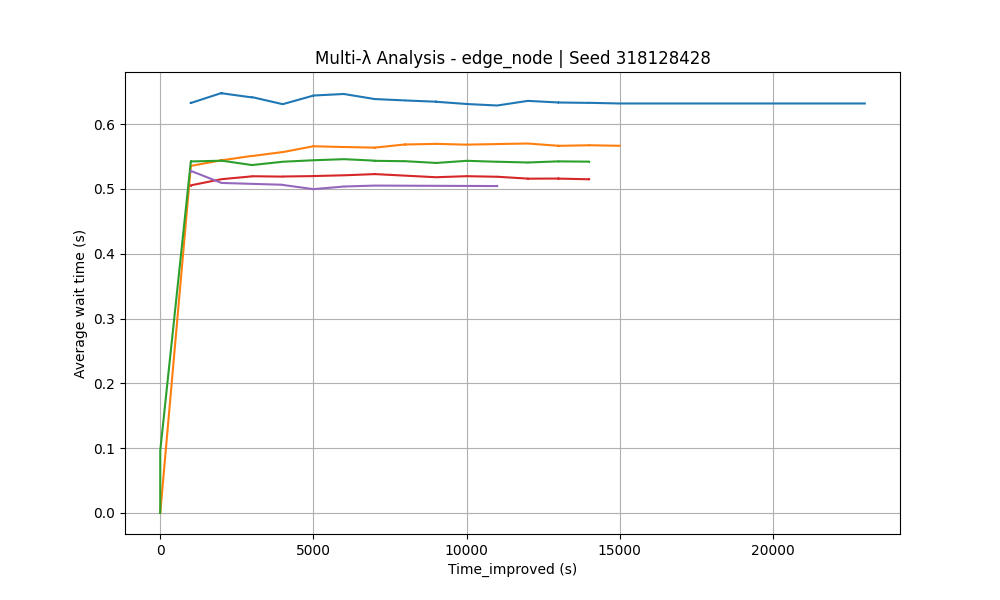 Multi-λ Analysis - edge_node | Seed 318128428
Average wait time (s)
0.6
0.5
0.4
0.3
0.2
0.1
0.0
0 5000 10000 15000 20000
Time_improved (s)